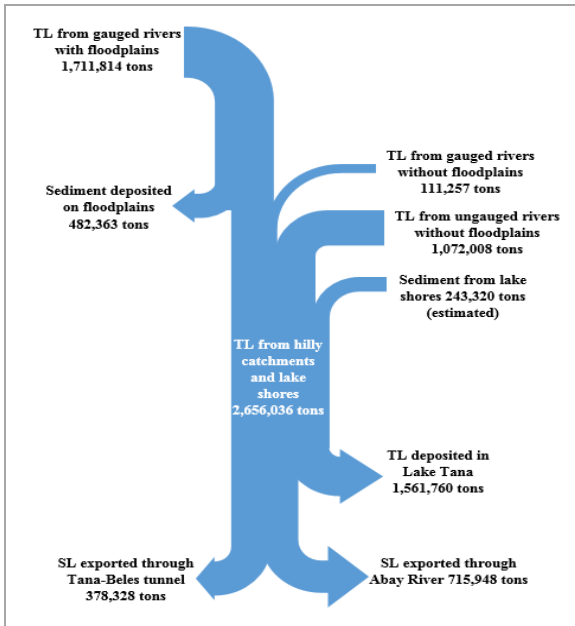 TL from gauged rivers
with floodplains
1,711,814 tons
TL from gauged rivers
without floodplains
111,257 tons
Sediment deposited
on floodplains
482,363 tons
TL from ungauged rivers
without floodplains
1,072,008 tons
Sediment from lake
shores 243,320 tons
(estimated)
TL from hilly
catchments
and lake
shores
2,656,036 tons
TL deposited in
Lake Tana
1,561,760 tons
SL exported through
Tana-Beles tunnel
378,328 tons
SL exported through
Abay River 715,948 tons